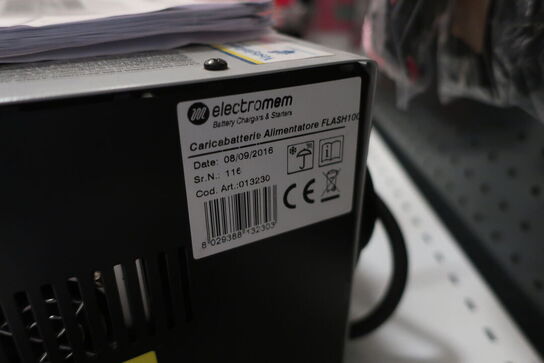 electromem
Battery Chargers & Starters
Caricabatterie Alimentatore FLASH100
Date: 08/09/2016
Sr.N.: 116
Cod. Art.:013230
CE
8 029388 132303